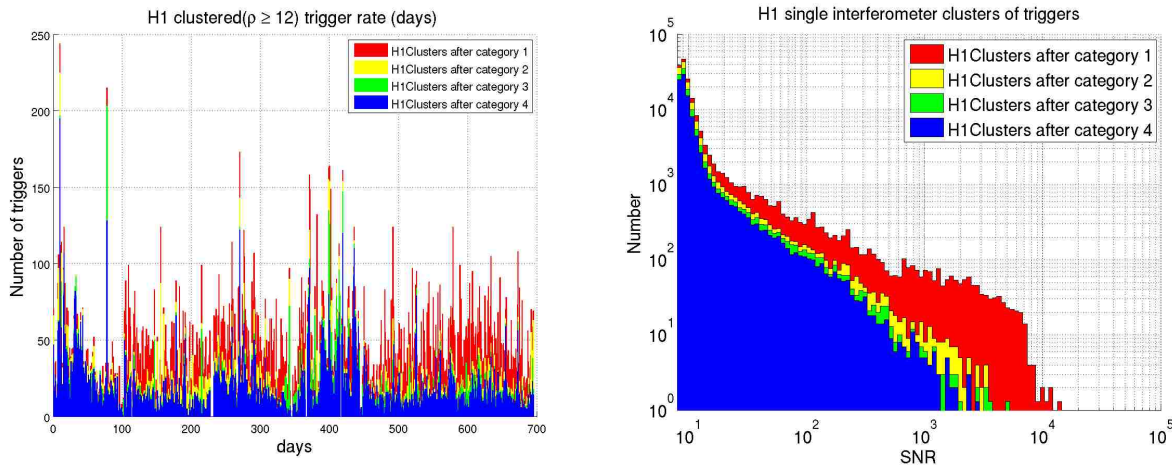 H1 clustered(ρ ≥ 12) trigger rate (days)
250
200
150
100
50
0
Number of triggers
H1Clusters after category 1
H1Clusters after category 2
H1Clusters after category 3
H1Clusters after category 4
0 100 200 300 400 500 600 700
days
H1 single interferometer clusters of triggers
10^5
10^4
10^3
10^2
10^1
10^0
Number
H1Clusters after category 1
H1Clusters after category 2
H1Clusters after category 3
H1Clusters after category 4
10^1 10^2 10^3 10^4 10^5
SNR